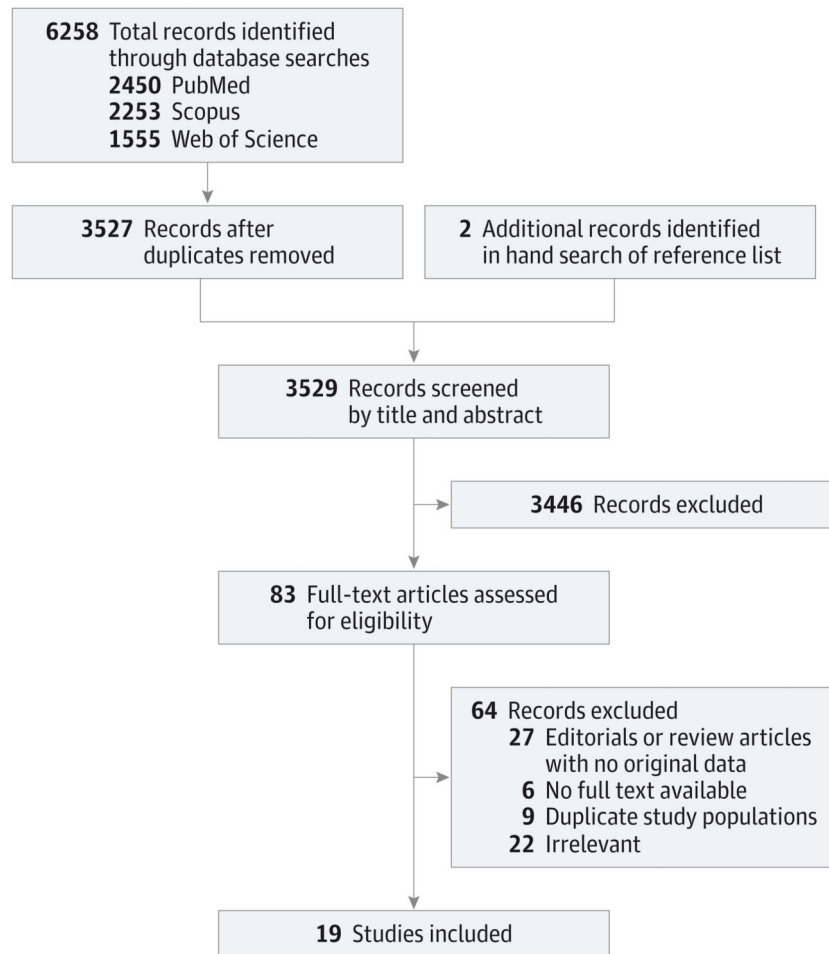 6258 Total records identified
through database searches
2450 PubMed
2253 Scopus
1555 Web of Science
3527 Records after
duplicates removed
2 Additional records identified
in hand search of reference list
3529 Records screened
by title and abstract
3446 Records excluded
83 Full-text articles assessed
for eligibility
64 Records excluded
27 Editorials or review articles
with no original data
6 No full text available
9 Duplicate study populations
22 Irrelevant
19 Studies included